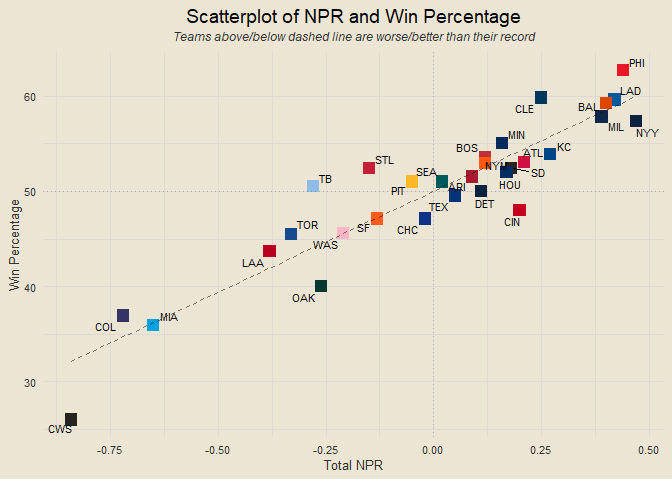 Scatterplot of NPR and Win Percentage
Teams above/below dashed line are worse/better than their record
PHI
LAD
60
CLE
BAL
MIL
NYY
MIN
BOS
KC
ATL
STL
NYM
SD
SEA
TB
PIT
ARI
HOU
50
DET
TEX
CIN
CHC
SF
TOR
WAS
LAA
OAK
40
COL
MIA
30
CWS
Win Percentage
-0.75
-0.50
-0.25
0.00
0.25
0.50
Total NPR